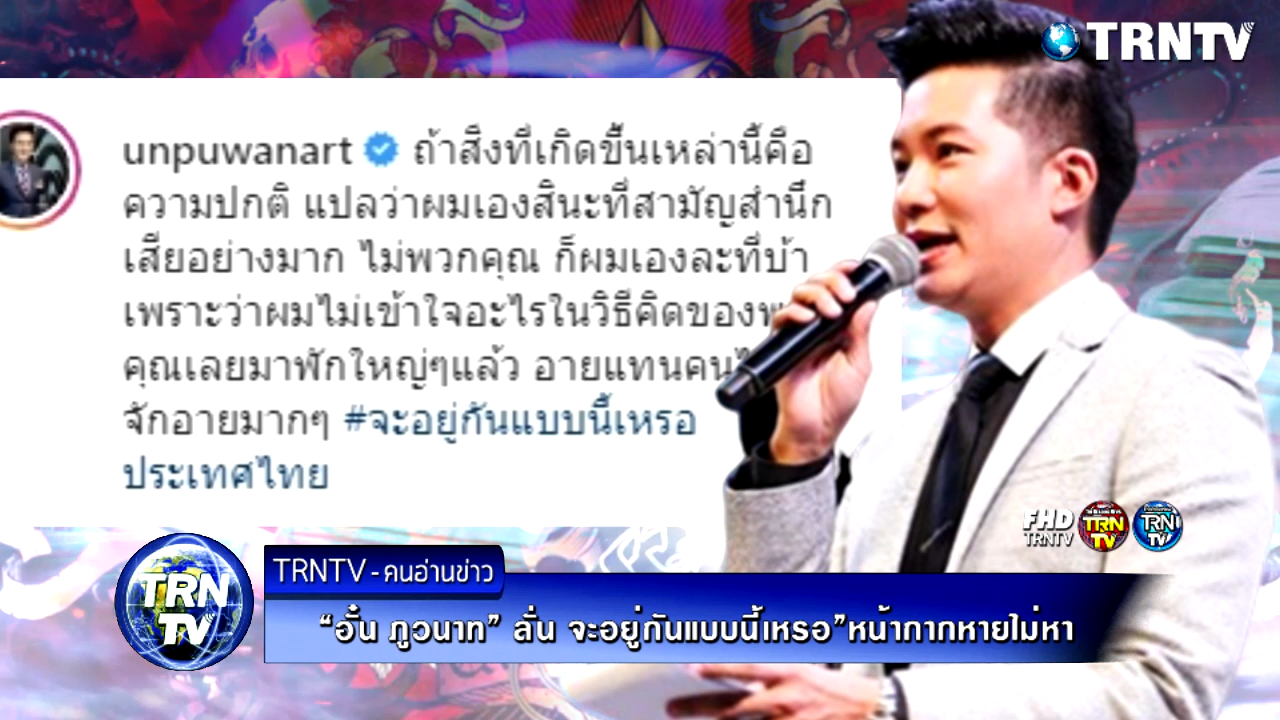 TRNTV
unpuwanart ถ้าสิ่งที่เกิดขึ้นเหล่านี้คือ
ความปกติ แปลว่าผมเองสินะที่สามัญสำนึก
เสียอย่างมาก ไม่พวกคุณ ก็ผมเองละที่บ้า
เพราะว่าผมไม่เข้าใจอะไรในวิธีคิดของ
คุณเลยมาพักใหญ่ๆแล้ว อายแทนคน
จักอายมากๆ #จะอยู่กันแบบนี้เหรอ
ประเทศไทย
FHD
TRNTV
TRN
TV
TRN
TV
TRN
TV
TRNTV - คนอ่านข่าว
“อั๋น ภูวนาท” ลั่น จะอยู่กันแบบนี้เหรอ”หน้ากากหายไม่หา